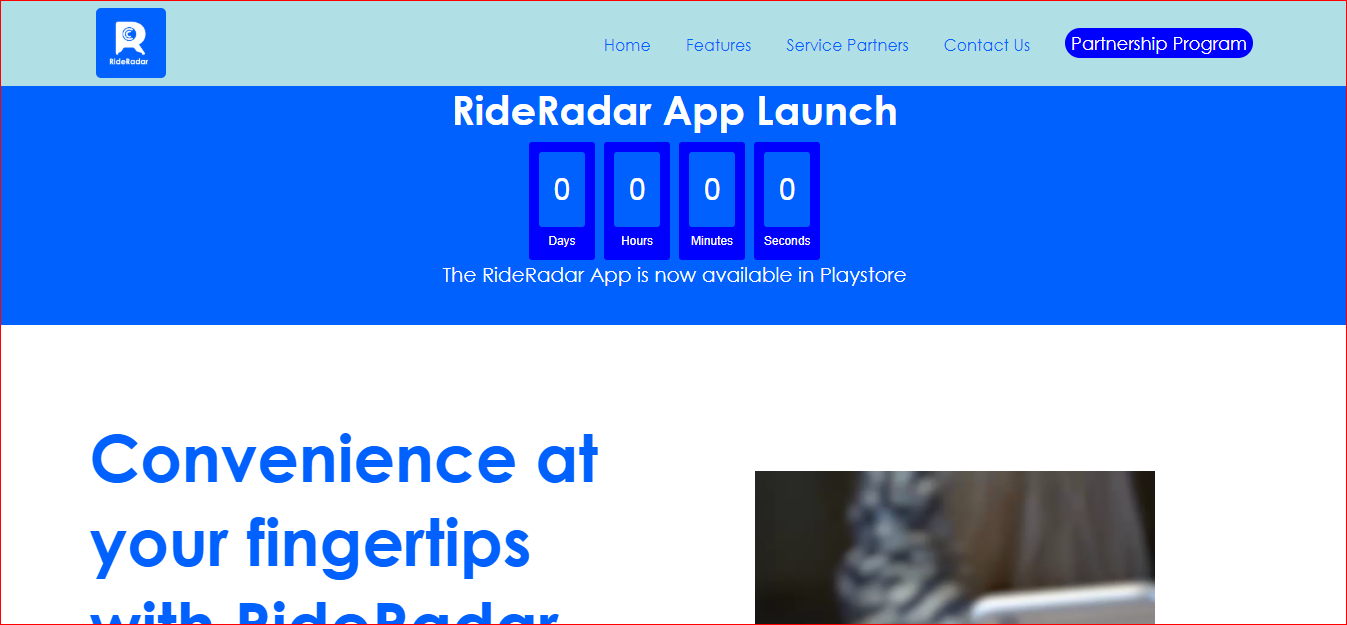 RideRadar
Home Features Service Partners Contact Us Partnership Program
RideRadar App Launch
0 0 0 0
Days Hours Minutes Seconds
The RideRadar App is now available in Playstore
Convenience at
your fingertips
with RideRadar